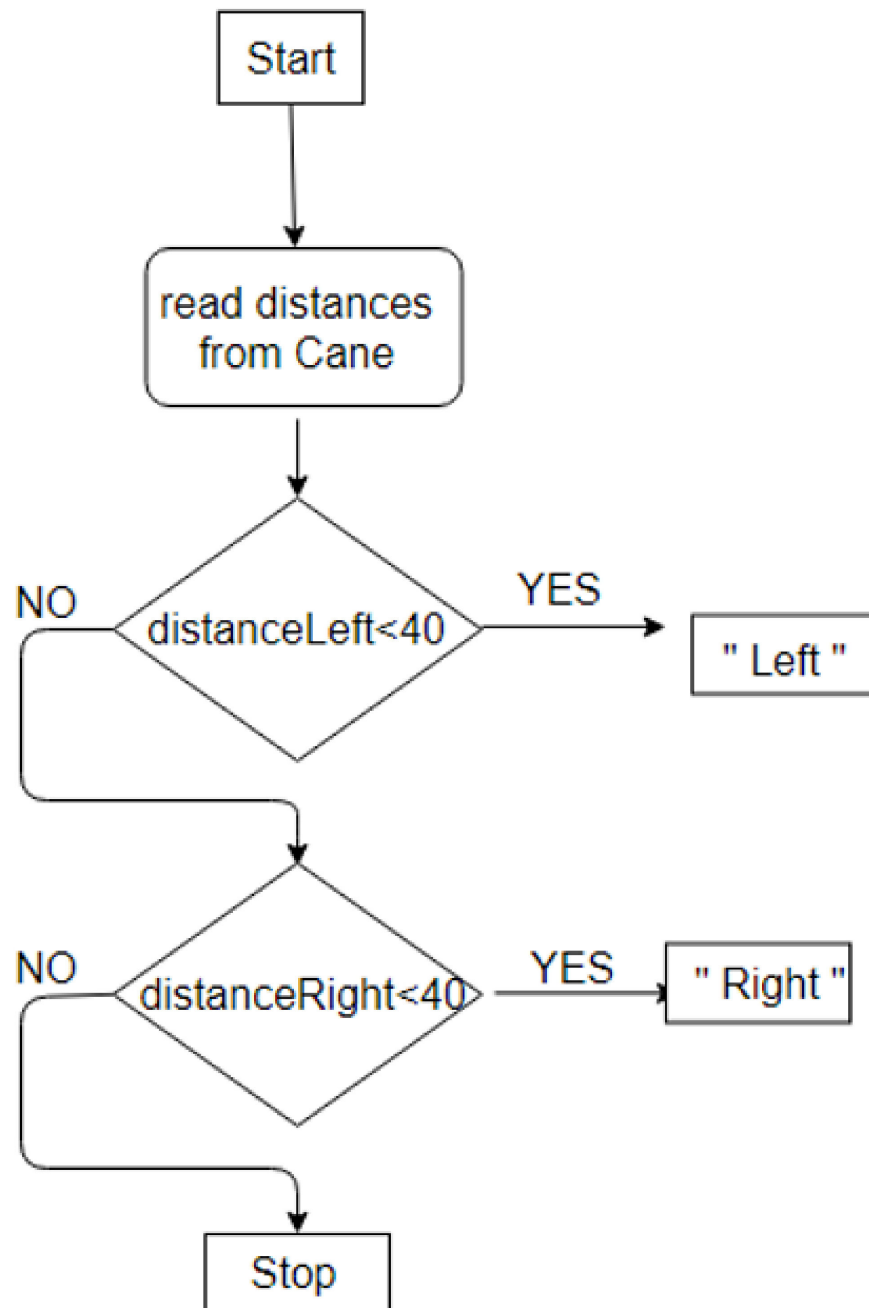 Start
read distances
from Cane
NO
YES
distanceLeft<40
" Left "
NO
YES
distanceRight<40
" Right "
Stop